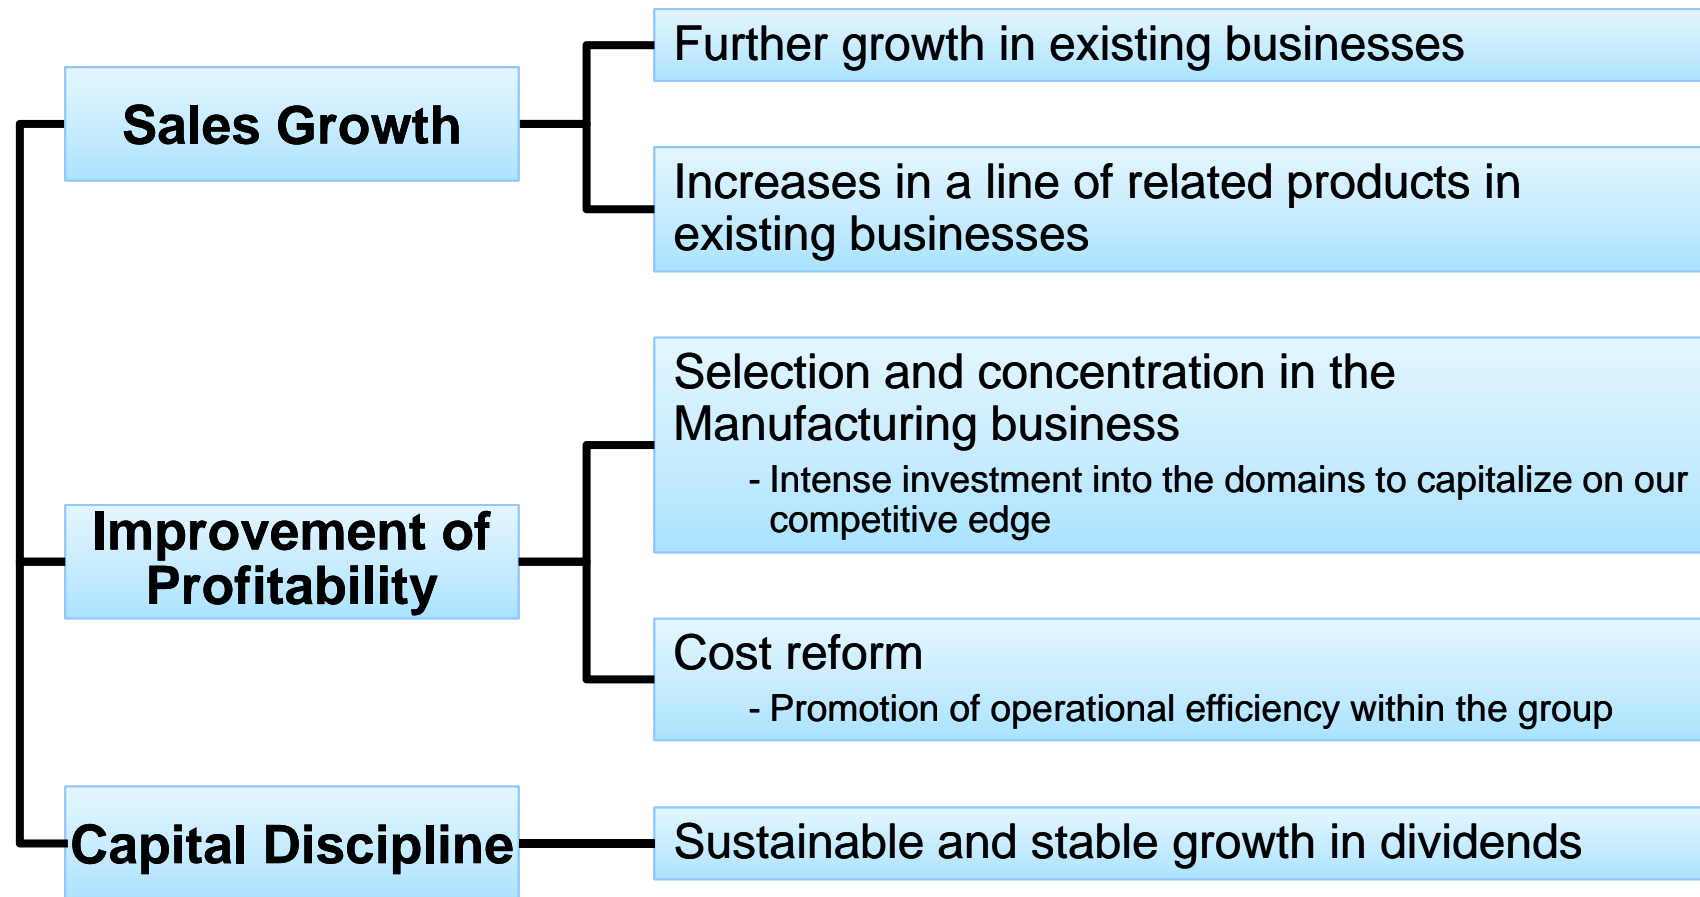 Sales Growth
Further growth in existing businesses
Increases in a line of related products in
existing businesses
Improvement of
Profitability
Selection and concentration in the
Manufacturing business
- Intense investment into the domains to capitalize on our
competitive edge
Cost reform
- Promotion of operational efficiency within the group
Capital Discipline
Sustainable and stable growth in dividends